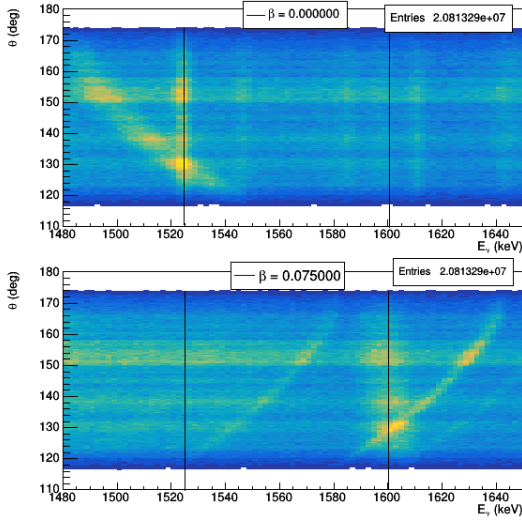 β = 0.000000
Entries 2.081329e+07
θ (deg)
180
170
160
150
140
130
120
110
1480 1500 1520 1540 1560 1580 1600 1620 1640
Eγ (keV)
β = 0.075000
Entries 2.081329e+07
θ (deg)
180
170
160
150
140
130
120
110
1480 1500 1520 1540 1560 1580 1600 1620 1640
Eγ (keV)